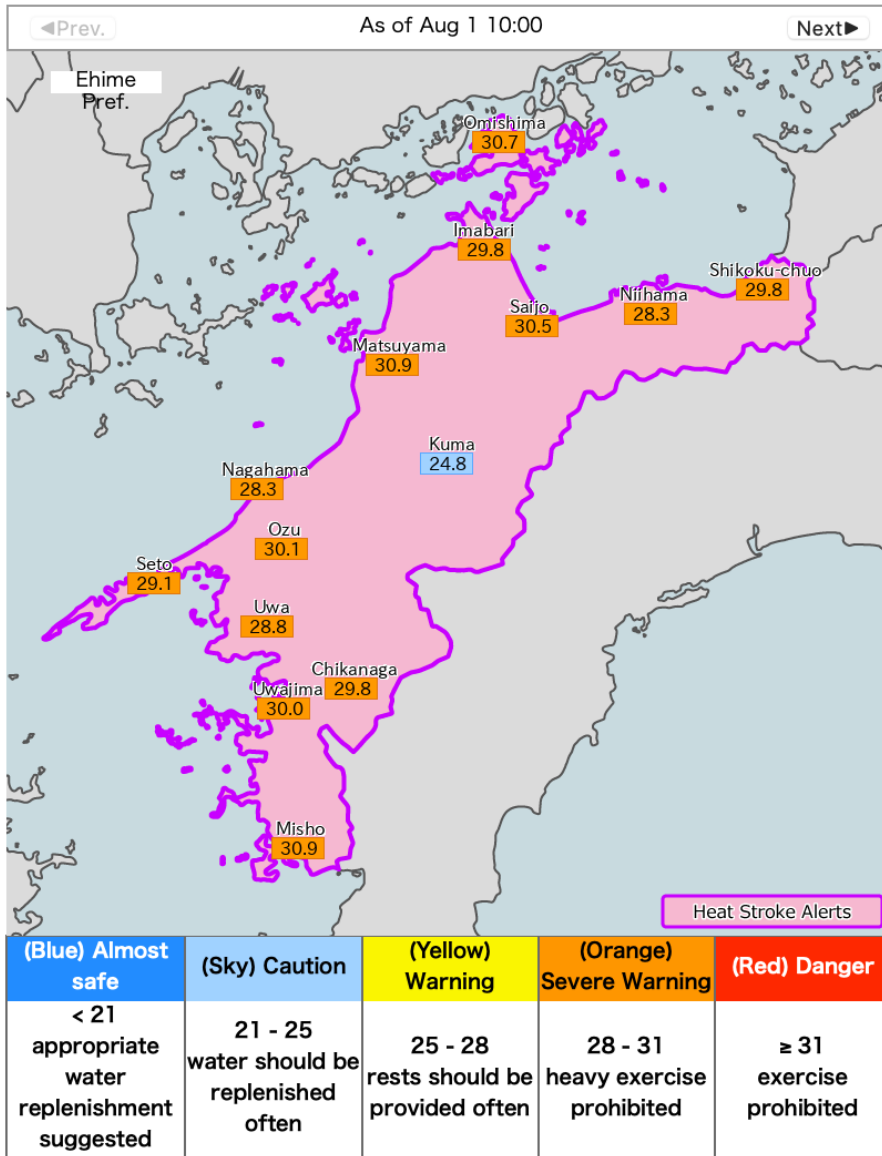 ◀Prev.
As of Aug 1 10:00
Next▶
Ehime
Pref.
Omishima
30.7
Imabari
29.8
Shikoku-chuo
29.8
Niihama
28.3
Saijo
30.5
Matsuyama
30.9
Kuma
24.8
Nagahama
28.3
Ozu
30.1
Seto
29.1
Uwa
28.8
Chikanaga
29.8
Uwajima
30.0
Misho
30.9
Heat Stroke Alerts
(Blue) Almost
safe
< 21
appropriate
water
replenishment
suggested
(Sky) Caution
21 - 25
water should be
replenished
often
(Yellow)
Warning
25 - 28
rests should be
provided often
(Orange)
Severe Warning
28 - 31
heavy exercise
prohibited
(Red) Danger
≥ 31
exercise
prohibited